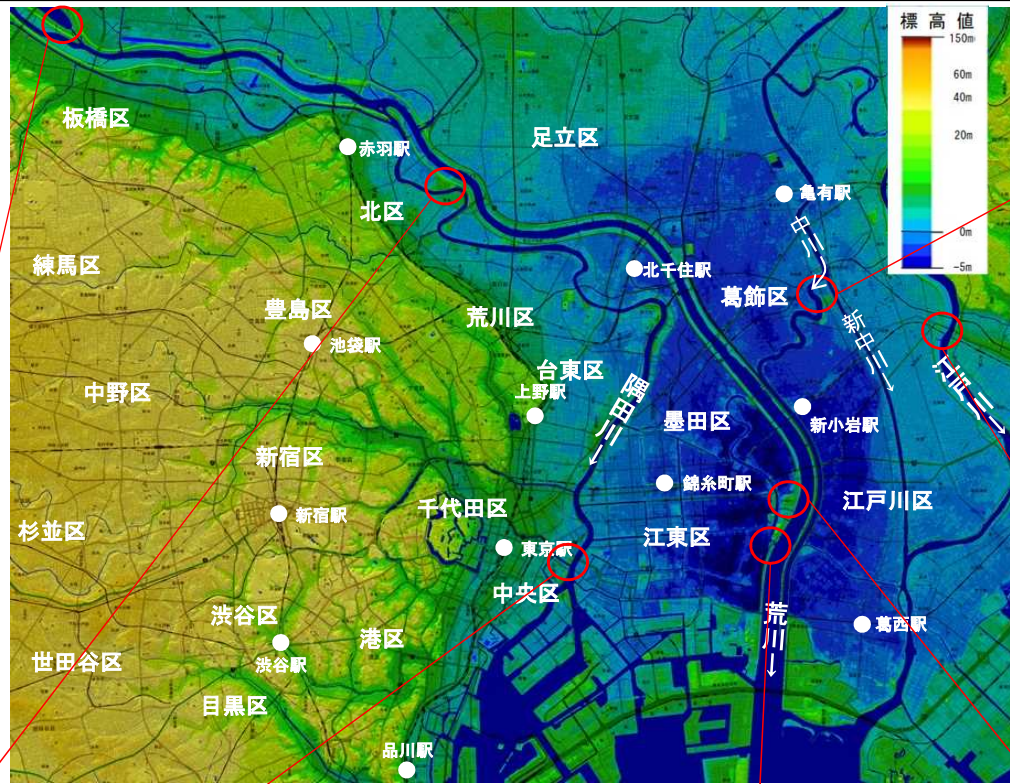 標高値
150m
60m
40m
20m
0m
-5m
板橋区
赤羽駅
足立区
亀有駅
北区
中川
練馬区
北千住駅
葛飾区
豊島区
荒川区
新中川
池袋駅
台東区
江戸川
中野区
上野駅
隅田川
墨田区
新小岩駅
新宿区
錦糸町駅
千代田区
江戸川区
杉並区
新宿駅
江東区
東京駅
中央区
渋谷区
荒川
葛西駅
港区
世田谷区
渋谷駅
目黒区
品川駅